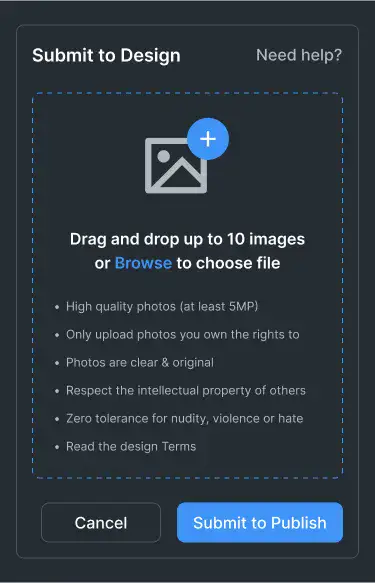 Submit to Design
Need help?
Drag and drop up to 10 images
or Browse to choose file
• High quality photos (at least 5MP)
• Only upload photos you own the rights to
• Photos are clear & original
• Respect the intellectual property of others
• Zero tolerance for nudity, violence or hate
• Read the design Terms
Cancel
Submit to Publish